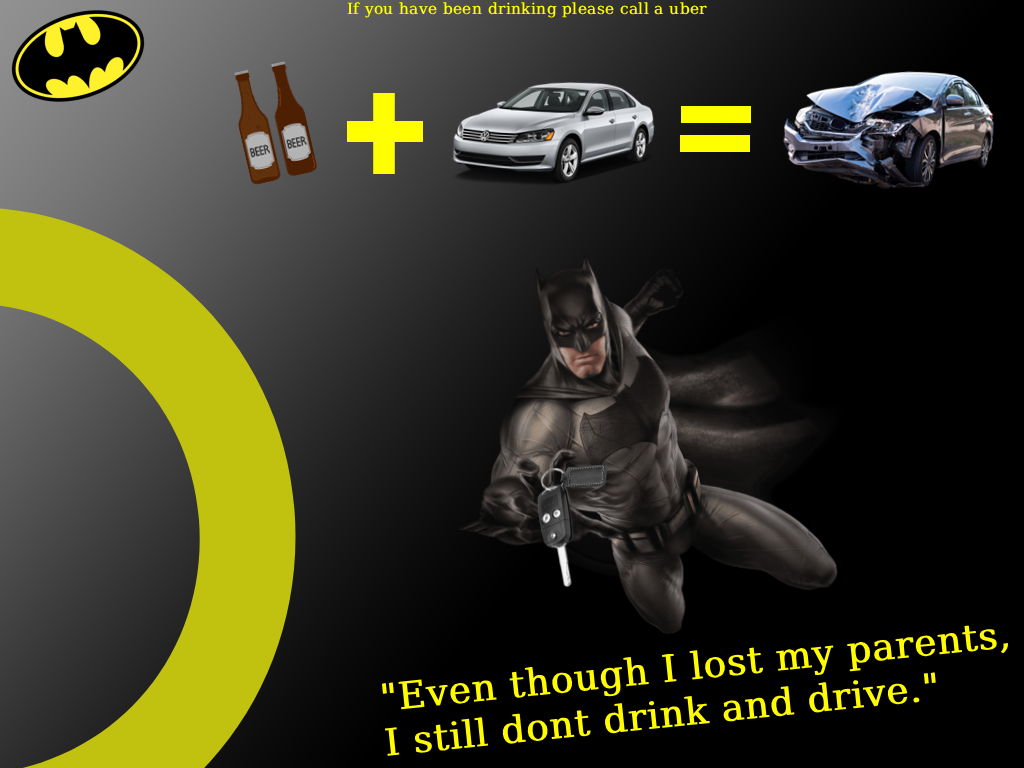 If you have been drinking please call a uber
BEER
BEER
"Even though I lost my parents,
I still dont drink and drive."